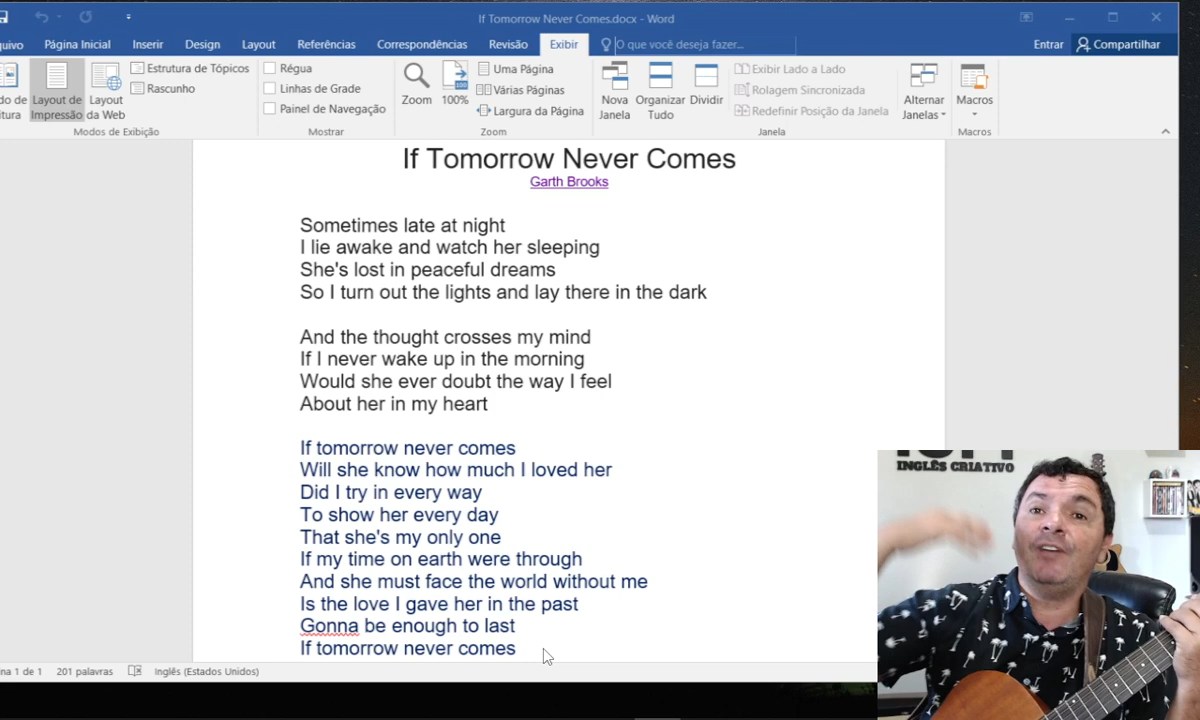 If Tomorrow Never Comes.docx - Word
Página Inicial Inserir Design Layout Referências Correspondências Revisão Exibir O que você deseja fazer... Entrar Compartilhar
Layout de Impressão
Layout da Web
Estrutura de Tópicos
Rascunho
Modos de Exibição
Régua
Linhas de Grade
Painel de Navegação
Mostrar
Zoom
100%
Uma Página
Várias Páginas
Largura da Página
Zoom
Nova Janela
Organizar Tudo
Dividir
Exibir Lado a Lado
Rolagem Sincronizada
Redefinir Posição da Janela
Alternar Janelas
Janela
Macros
Macros
If Tomorrow Never Comes
Garth Brooks
Sometimes late at night
I lie awake and watch her sleeping
She's lost in peaceful dreams
So I turn out the lights and lay there in the dark
And the thought crosses my mind
If I never wake up in the morning
Would she ever doubt the way I feel
About her in my heart
If tomorrow never comes
Will she know how much I loved her
Did I try in every way
To show her every day
That she's my only one
If my time on earth were through
And she must face the world without me
Is the love I gave her in the past
Gonna be enough to last
If tomorrow never comes
INGLÊS CRIATIVO
1 de 1 201 palavras Inglês (Estados Unidos)